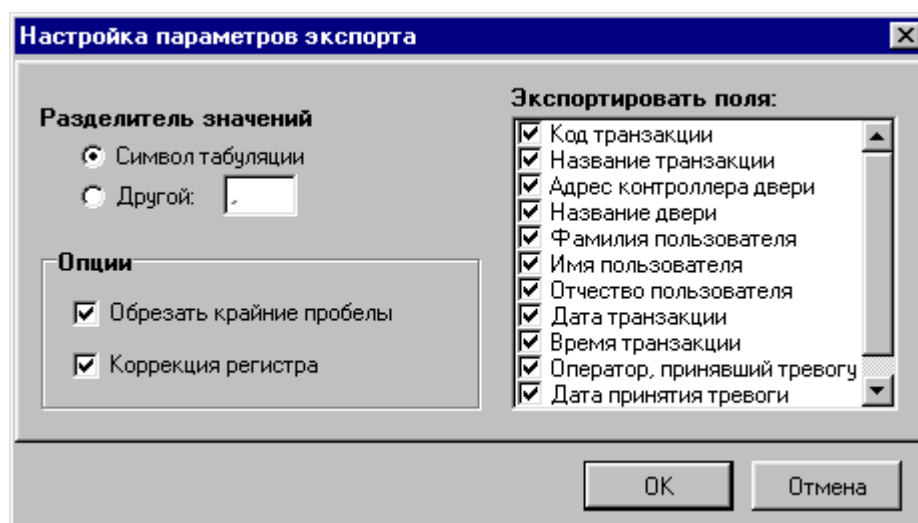 Настройка параметров экспорта
Разделитель значений
Символ табуляции
Другой: ,
Опции
Обрезать крайние пробелы
Коррекция регистра
Экспортировать поля:
Код транзакции
Название транзакции
Адрес контроллера двери
Название двери
Фамилия пользователя
Имя пользователя
Отчество пользователя
Дата транзакции
Время транзакции
Оператор, принявший тревогу
Дата принятия тревоги
OK
Отмена